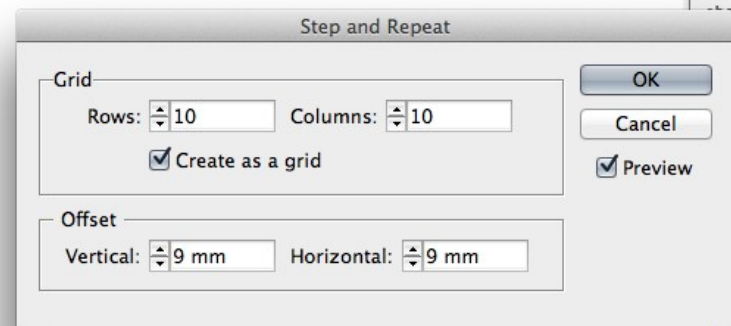 Step and Repeat
Grid
Rows: 10 Columns: 10
Create as a grid
OK
Cancel
Preview
Offset
Vertical: 9 mm Horizontal: 9 mm